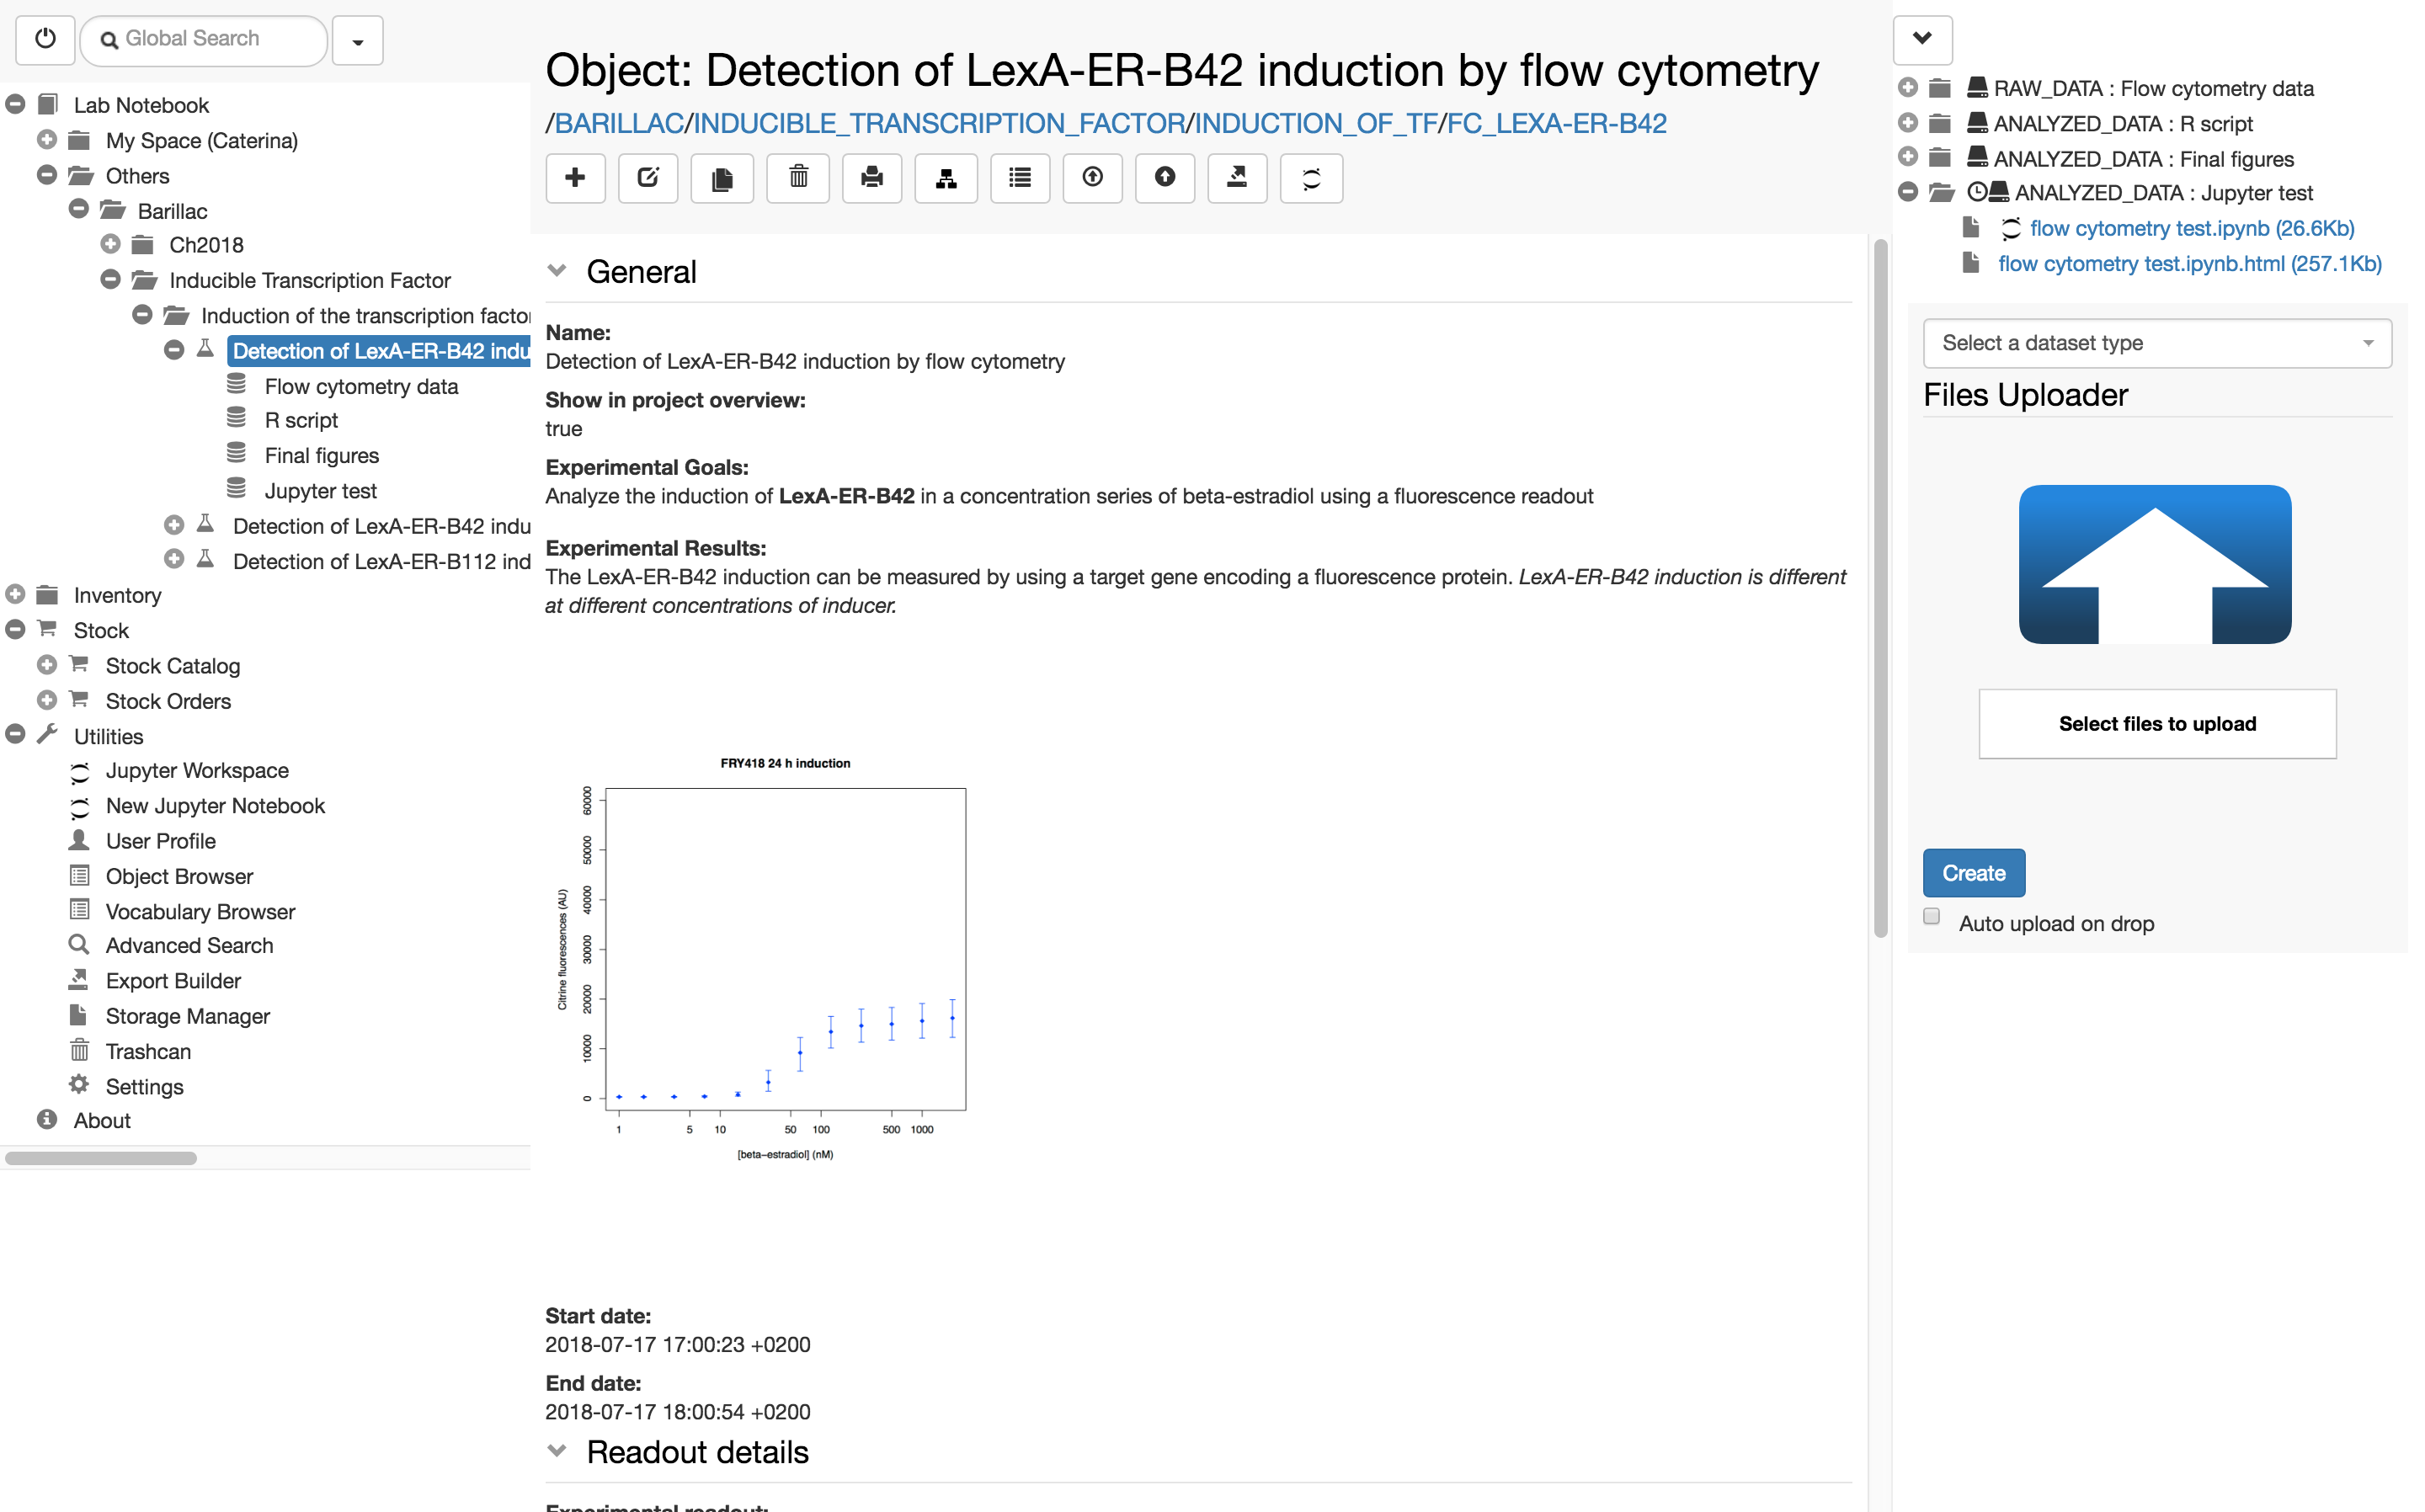 Global Search
Lab Notebook
My Space (Caterina)
Others
Barillac
Ch2018
Inducible Transcription Factor
Induction of the transcription factor
Detection of LexA-ER-B42 indu
Flow cytometry data
R script
Final figures
Jupyter test
Detection of LexA-ER-B42 indu
Detection of LexA-ER-B112 ind
Inventory
Stock
Stock Catalog
Stock Orders
Utilities
Jupyter Workspace
New Jupyter Notebook
User Profile
Object Browser
Vocabulary Browser
Advanced Search
Export Builder
Storage Manager
Trashcan
Settings
About
Object: Detection of LexA-ER-B42 induction by flow cytometry
/BARILLAC/INDUCIBLE_TRANSCRIPTION_FACTOR/INDUCTION_OF_TF/FC_LEXA-ER-B42
General
Name:
Detection of LexA-ER-B42 induction by flow cytometry
Show in project overview:
true
Experimental Goals:
Analyze the induction of LexA-ER-B42 in a concentration series of beta-estradiol using a fluorescence readout
Experimental Results:
The LexA-ER-B42 induction can be measured by using a target gene encoding a fluorescence protein. LexA-ER-B42 induction is different
at different concentrations of inducer.
FRY418 24 h induction
Citrine fluorescences (AU)
60000
50000
40000
30000
20000
10000
0
1 5 10 50 100 500 1000
[beta-estradiol] (nM)
Start date:
2018-07-17 17:00:23 +0200
End date:
2018-07-17 18:00:54 +0200
Readout details
Experimental readout:
RAW_DATA : Flow cytometry data
ANALYZED_DATA : R script
ANALYZED_DATA : Final figures
ANALYZED_DATA : Jupyter test
flow cytometry test.ipynb (26.6Kb)
flow cytometry test.ipynb.html (257.1Kb)
Select a dataset type
Files Uploader
Select files to upload
Create
Auto upload on drop